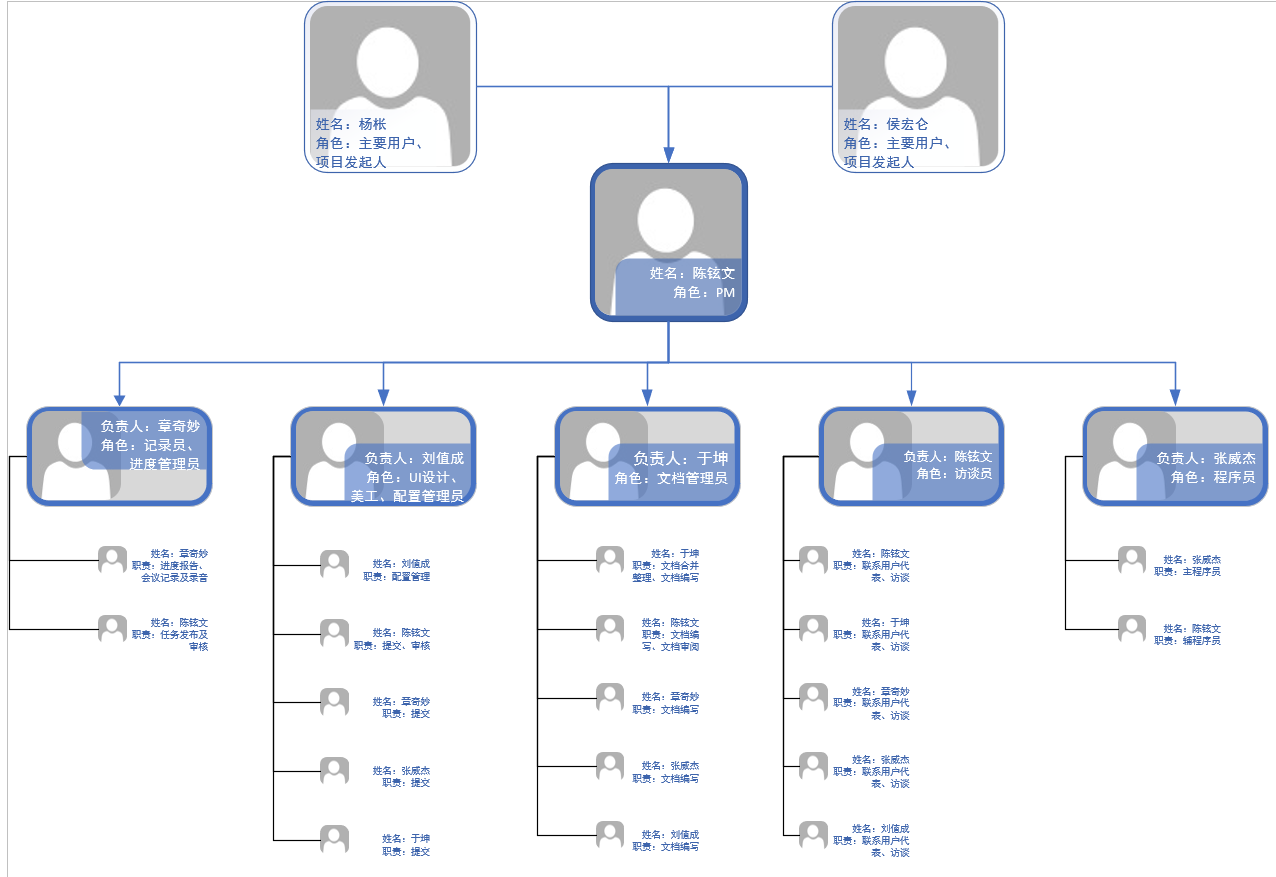 姓名：杨枨
角色：主要用户、
项目发起人
姓名：侯宏仑
角色：主要用户、
项目发起人
姓名：陈铉文
角色：PM
负责人：章奇妙
角色：记录员、
进度管理员
负责人：刘值成
角色：UI设计、
美工、配置管理员
负责人：于坤
角色：文档管理员
负责人：陈铉文
角色：访谈员
负责人：张威杰
角色：程序员
姓名：章奇妙
职责：进度报告、
会议记录及录音
姓名：陈铉文
职责：任务发布及
审核
姓名：刘值成
职责：配置管理
姓名：陈铉文
职责：提交、审核
姓名：章奇妙
职责：提交
姓名：张威杰
职责：提交
姓名：于坤
职责：提交
姓名：于坤
职责：文档合并
整理、文档编写
姓名：陈铉文
职责：文档编
写、文档审阅
姓名：章奇妙
职责：文档编写
姓名：张威杰
职责：文档编写
姓名：刘值成
职责：文档编写
姓名：陈铉文
职责：联系用户代
表、访谈
姓名：于坤
职责：联系用户代
表、访谈
姓名：章奇妙
职责：联系用户代
表、访谈
姓名：张威杰
职责：联系用户代
表、访谈
姓名：刘值成
职责：联系用户代
表、访谈
姓名：张威杰
职责：主程序员
姓名：陈铉文
职责：辅程序员